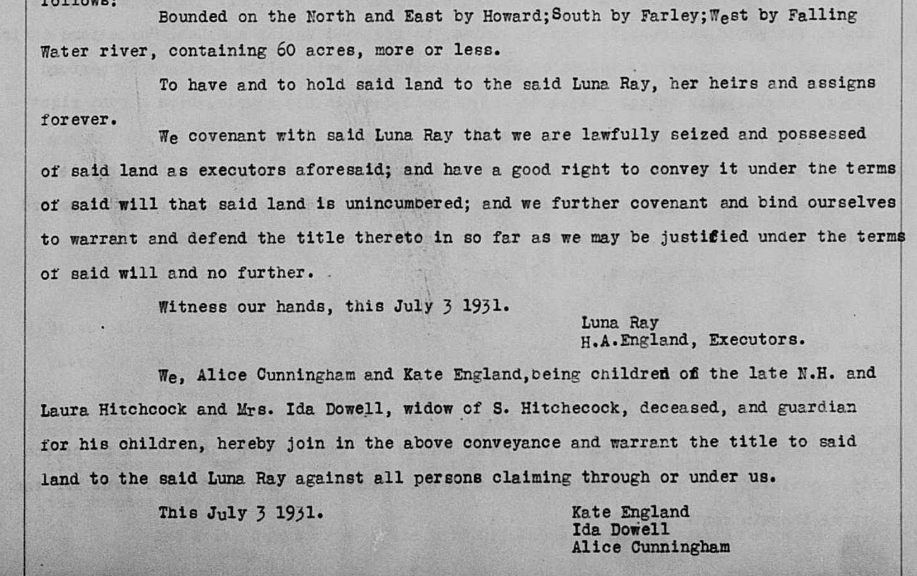 follows:
Bounded on the North and East by Howard;South by Farley;West by Falling
Water river, containing 60 acres, more or less.
To have and to hold said land to the said Luna Ray, her heirs and assigns
forever.
We covenant with said Luna Ray that we are lawfully seized and possessed
of said land as executors aforesaid; and have a good right to convey it under the terms
of said will that said land is unincumbered; and we further covenant and bind ourselves
to warrant and defend the title thereto in so far as we may be justified under the terms
of said will and no further.
Witness our hands, this July 3 1931.
Luna Ray
H.A.England, Executors.
We, Alice Cunningham and Kate England,being children of the late N.H. and
Laura Hitchcock and Mrs. Ida Dowell, widow of S. Hitchecock, deceased, and guardian
for his children, hereby join in the above conveyance and warrant the title to said
land to the said Luna Ray against all persons claiming through or under us.
This July 3 1931.
Kate England
Ida Dowell
Alice Cunningham